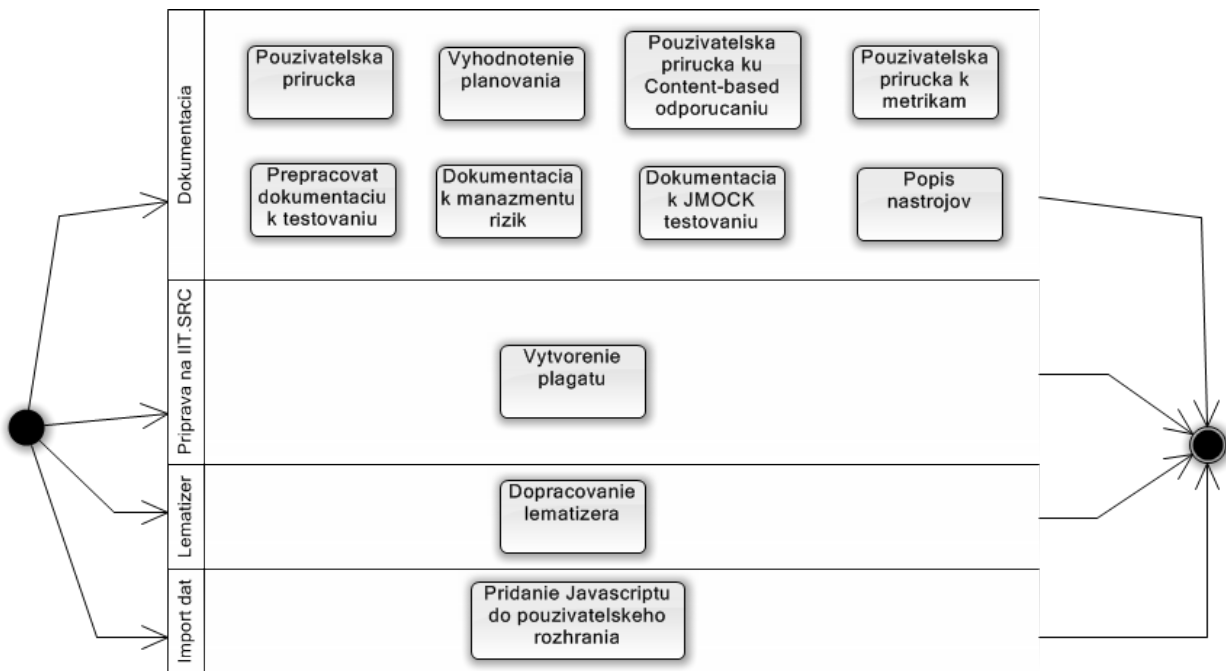 Dokumentacia
Pouzivatelska
prirucka
Vyhodnotenie
planovania
Pouzivatelska
prirucka ku
Content-based
odporucaniu
Pouzivatelska
prirucka k
metrikam
Prepracovat
dokumentaciu
k testovaniu
Dokumentacia
k manazmentu
rizik
Dokumentacia
k JMOCK
testovaniu
Popis
nastrojov
Priprava na IIT.SRC
Vytvorenie
plagatu
Lematizer
Dopracovanie
lematizera
Import dat
Pridanie Javascriptu
do pouzivatelskeho
rozhrania